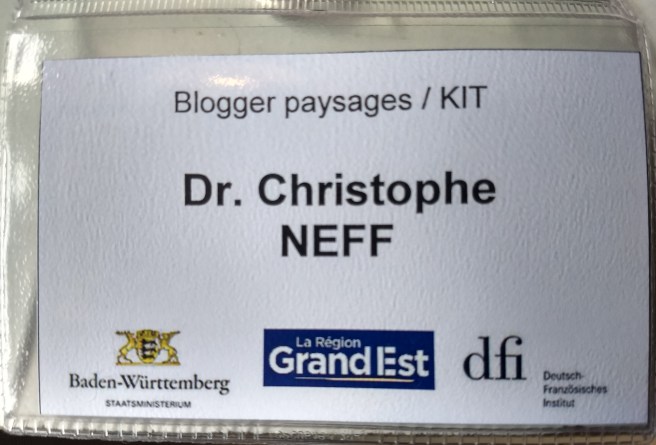 Blogger paysages / KIT
Dr. Christophe
NEFF
Baden-Württemberg
STAATSMINISTERIUM
La Région
Grand Est
dfi
Deutsch-
Französisches
Institut